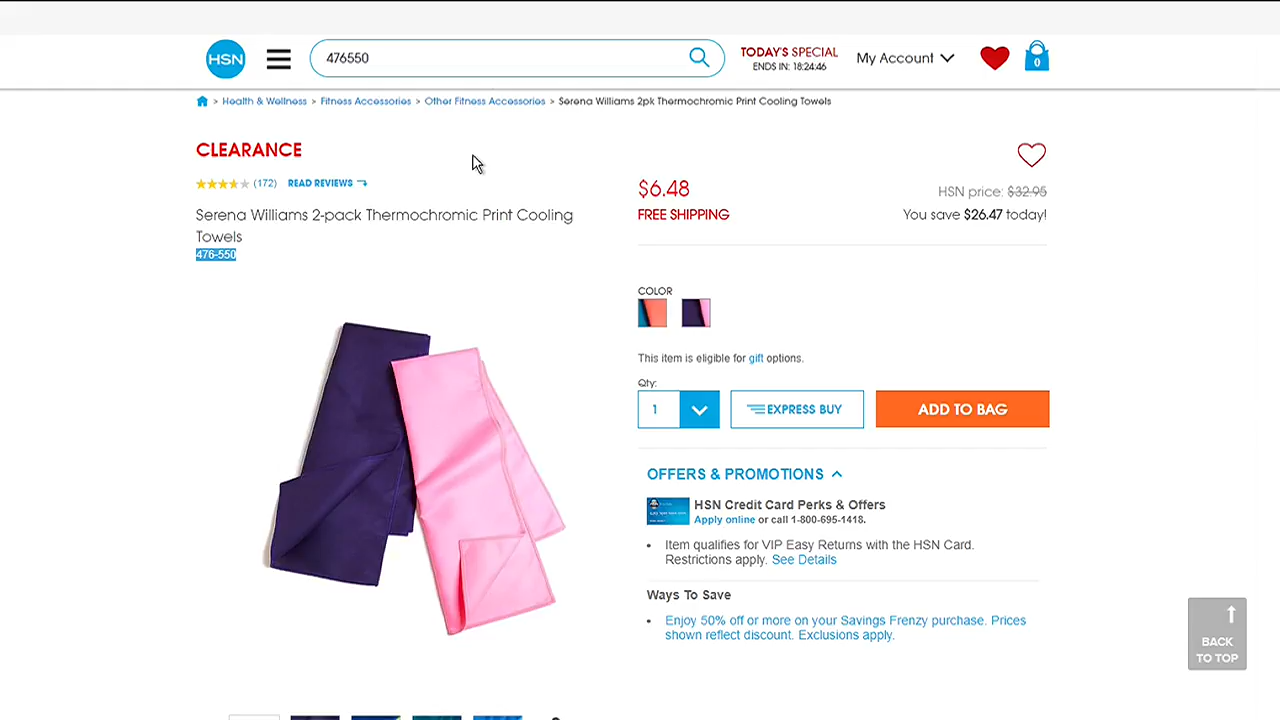 HSN
476550
TODAY'S SPECIAL
ENDS IN: 18:24:46
My Account
0
> Health & Wellness > Fitness Accessories > Other Fitness Accessories > Serena Williams 2pk Thermochromic Print Cooling Towels
CLEARANCE
(172) READ REVIEWS
Serena Williams 2-pack Thermochromic Print Cooling
Towels
476-550
$6.48
HSN price: $32.95
FREE SHIPPING
You save $26.47 today!
COLOR
This item is eligible for gift options.
Qty:
1
EXPRESS BUY
ADD TO BAG
OFFERS & PROMOTIONS
HSN Credit Card Perks & Offers
Apply online or call 1-800-695-1418.
• Item qualifies for VIP Easy Returns with the HSN Card.
Restrictions apply. See Details
Ways To Save
• Enjoy 50% off or more on your Savings Frenzy purchase. Prices
shown reflect discount. Exclusions apply.
BACK
TO TOP